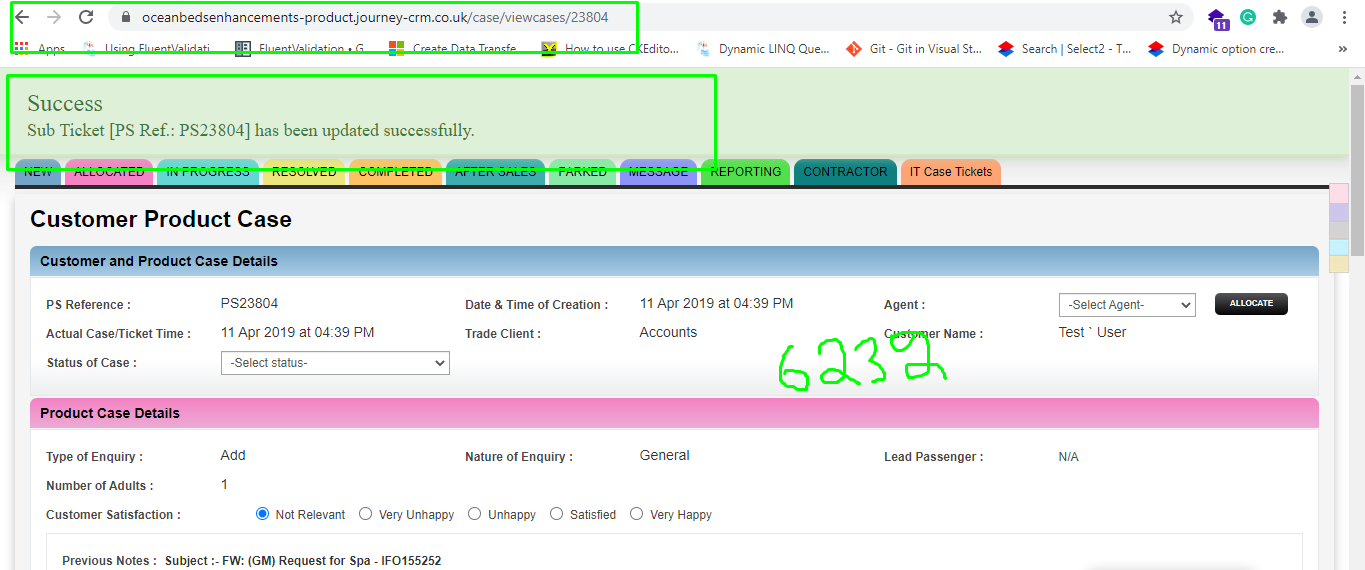 oceanbedsenhancements-product.journey-crm.co.uk/case/viewcases/23804
11
Apps Using FluentValidati... FluentValidation • G... Create Data Transfe... How to use CKEdito... Dynamic LINQ Que... Git - Git in Visual St... Search | Select2 - T... Dynamic option cre... »
Success
Sub Ticket [PS Ref.: PS23804] has been updated successfully.
NEW ALLOCATED IN PROGRESS RESOLVED COMPLETED AFTER SALES PARKED MESSAGE REPORTING CONTRACTOR IT Case Tickets
Customer Product Case
Customer and Product Case Details
PS Reference : PS23804 Date & Time of Creation : 11 Apr 2019 at 04:39 PM Agent : -Select Agent- ALLOCATE
Actual Case/Ticket Time : 11 Apr 2019 at 04:39 PM Trade Client : Accounts Customer Name : Test ` User
Status of Case : -Select status-
6232
Product Case Details
Type of Enquiry : Add Nature of Enquiry : General Lead Passenger : N/A
Number of Adults : 1
Customer Satisfaction : Not Relevant Very Unhappy Unhappy Satisfied Very Happy
Previous Notes : Subject :- FW: (GM) Request for Spa - IFO155252